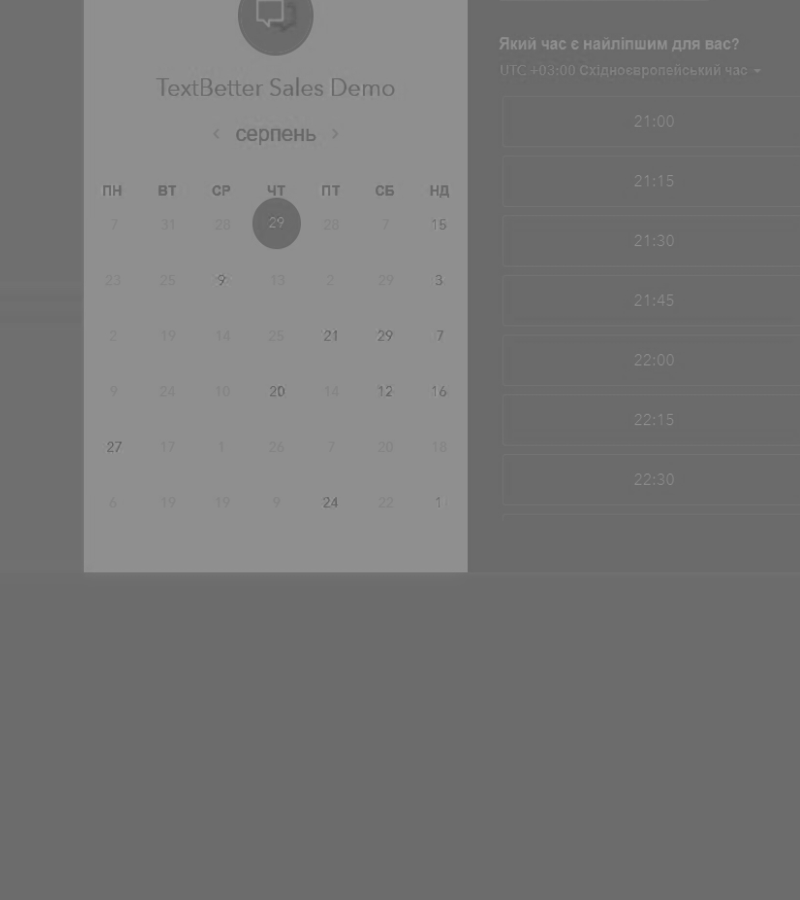 TextBetter Sales Demo
серпень
ПН ВТ СР ЧТ ПТ СБ НД
7 31 28 29 26 7 15
23 25 9 13 2 29 3
2 19 14 25 21 29 7
9 24 10 20 14 12 16
27 17 1 26 7 20 18
6 19 19 9 24 22 1
Який час є найліпшим для вас?
UTC +03:00 Східноєвропейський час
21:00
21:15
21:30
21:45
22:00
22:15
22:30